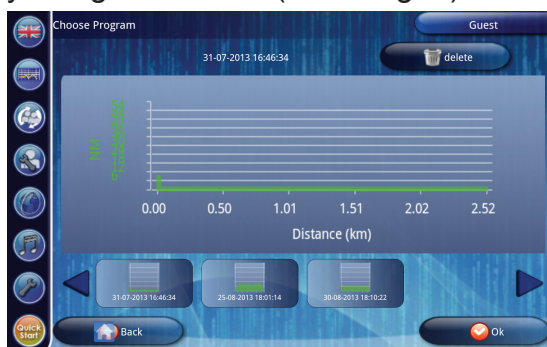 Choose Program
Guest
31-07-2013 16:46:34
delete
NM
0.00 0.50 1.01 1.51 2.02 2.52
Distance (km)
31-07-2013 16:46:34
25-08-2013 18:01:14
30-08-2013 18:10:22
Quick
Start
Back
Ok